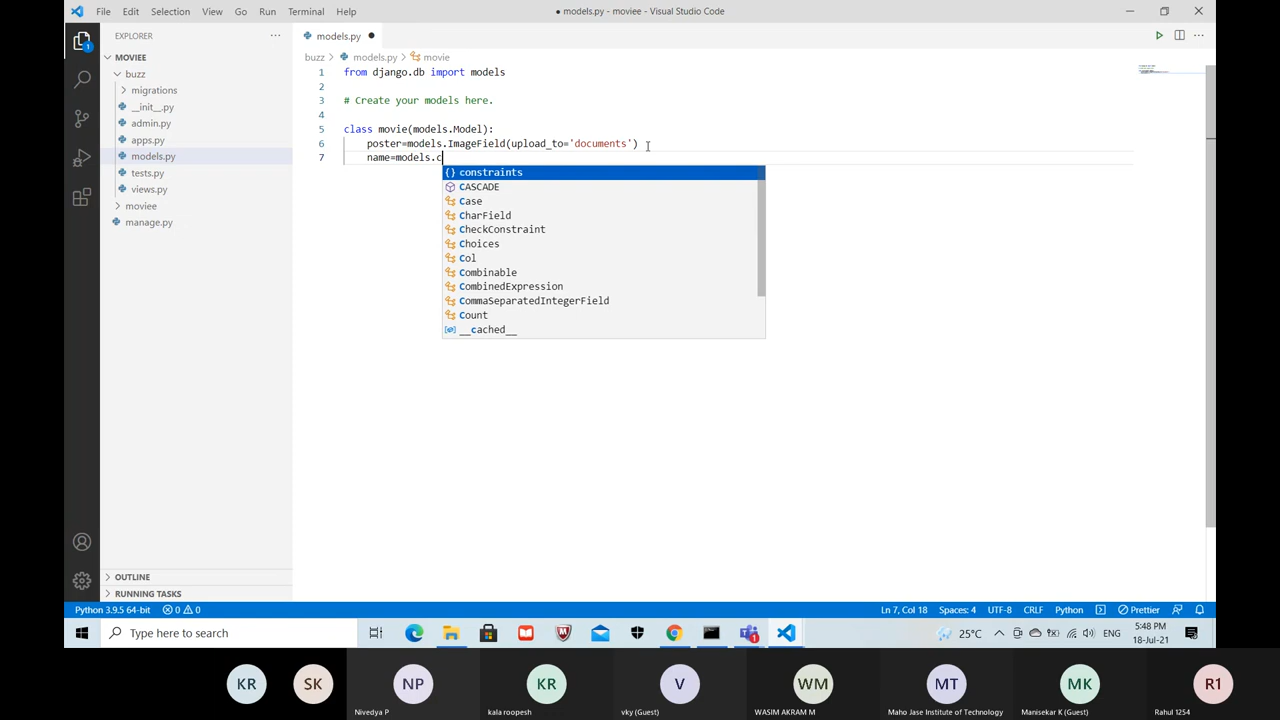 File Edit Selection View Go Run Terminal Help
● models.py - moviee - Visual Studio Code
EXPLORER
MOVIEE
buzz
migrations
__init__.py
admin.py
apps.py
models.py
tests.py
views.py
moviee
manage.py
OUTLINE
RUNNING TASKS
1
models.py ●
buzz > models.py > movie
1 from django.db import models
2
3 # Create your models here.
4
5 class movie(models.Model):
6 poster=models.ImageField(upload_to='documents')
7 name=models.c
constraints
CASCADE
Case
CharField
CheckConstraint
Choices
Col
Combinable
CombinedExpression
CommaSeparatedIntegerField
Count
__cached__
Python 3.9.5 64-bit 0 0 Ln 7, Col 18 Spaces: 4 UTF-8 CRLF Python Prettier
Type here to search
1
25°C ENG 5:48 PM
18-Jul-21
KR SK NP KR V WM MT MK R1
Nivedya P kala roopesh vky (Guest) WASIM AKRAM M Maho Jase Institute of Technology Manisekar K (Guest) Rahul 1254